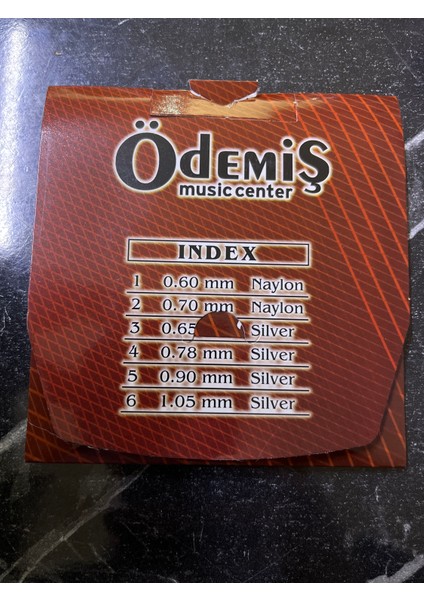 ÖDEMİŞ
music center
INDEX
1 0.60 mm Naylon
2 0.70 mm Naylon
3 0.65 Silver
4 0.78 mm Silver
5 0.90 mm Silver
6 1.05 mm Silver